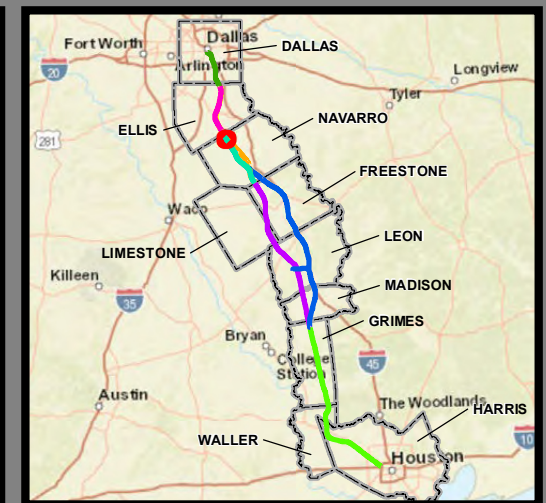 Dallas
Fort Worth
DALLAS
Arlington
20
Longview
Tyler
ELLIS
NAVARRO
281
FREESTONE
Waco
LEON
LIMESTONE
Killeen
MADISON
35
GRIMES
Bryan
College
Station
45
Austin
The Woodlands
HARRIS
WALLER
10
Houston